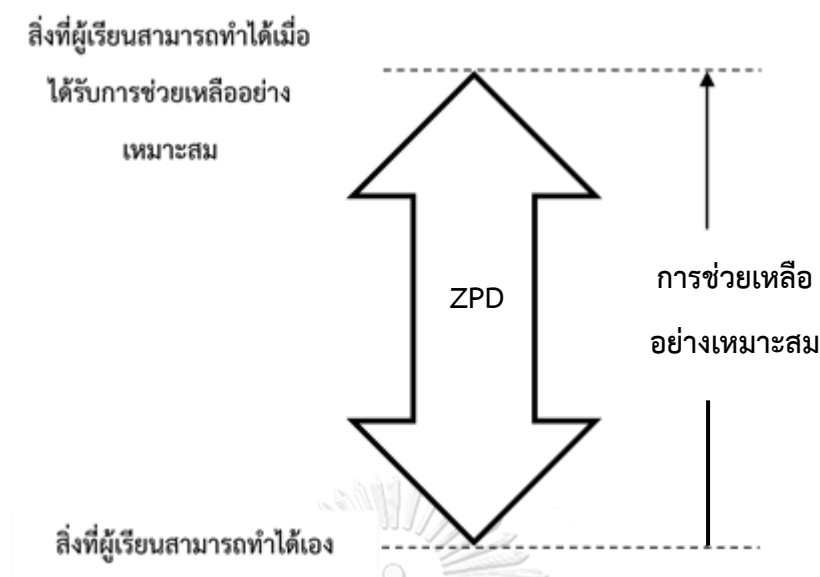 สิ่งที่ผู้เรียนสามารถทำได้เมื่อ
ได้รับการช่วยเหลืออย่าง
เหมาะสม
ZPD
การช่วยเหลือ
อย่างเหมาะสม
สิ่งที่ผู้เรียนสามารถทำได้เอง